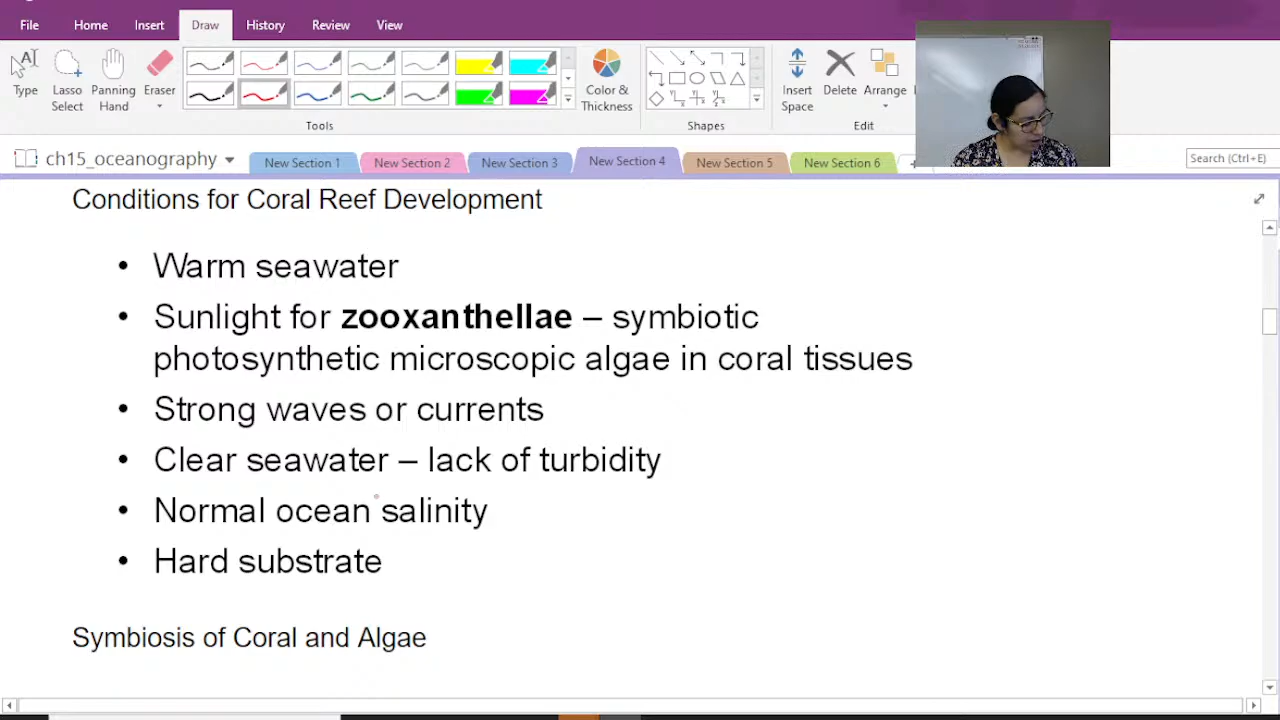 File Home Insert Draw History Review View
Type
Lasso Select
Panning Hand
Eraser
Color & Thickness
Insert Space
Delete
Arrange
Tools Shapes Edit
ch15_oceanography New Section 1 New Section 2 New Section 3 New Section 4 New Section 5 New Section 6 Search (Ctrl+E)
Conditions for Coral Reef Development
• Warm seawater
• Sunlight for zooxanthellae – symbiotic
photosynthetic microscopic algae in coral tissues
• Strong waves or currents
• Clear seawater – lack of turbidity
• Normal ocean salinity
• Hard substrate
Symbiosis of Coral and Algae